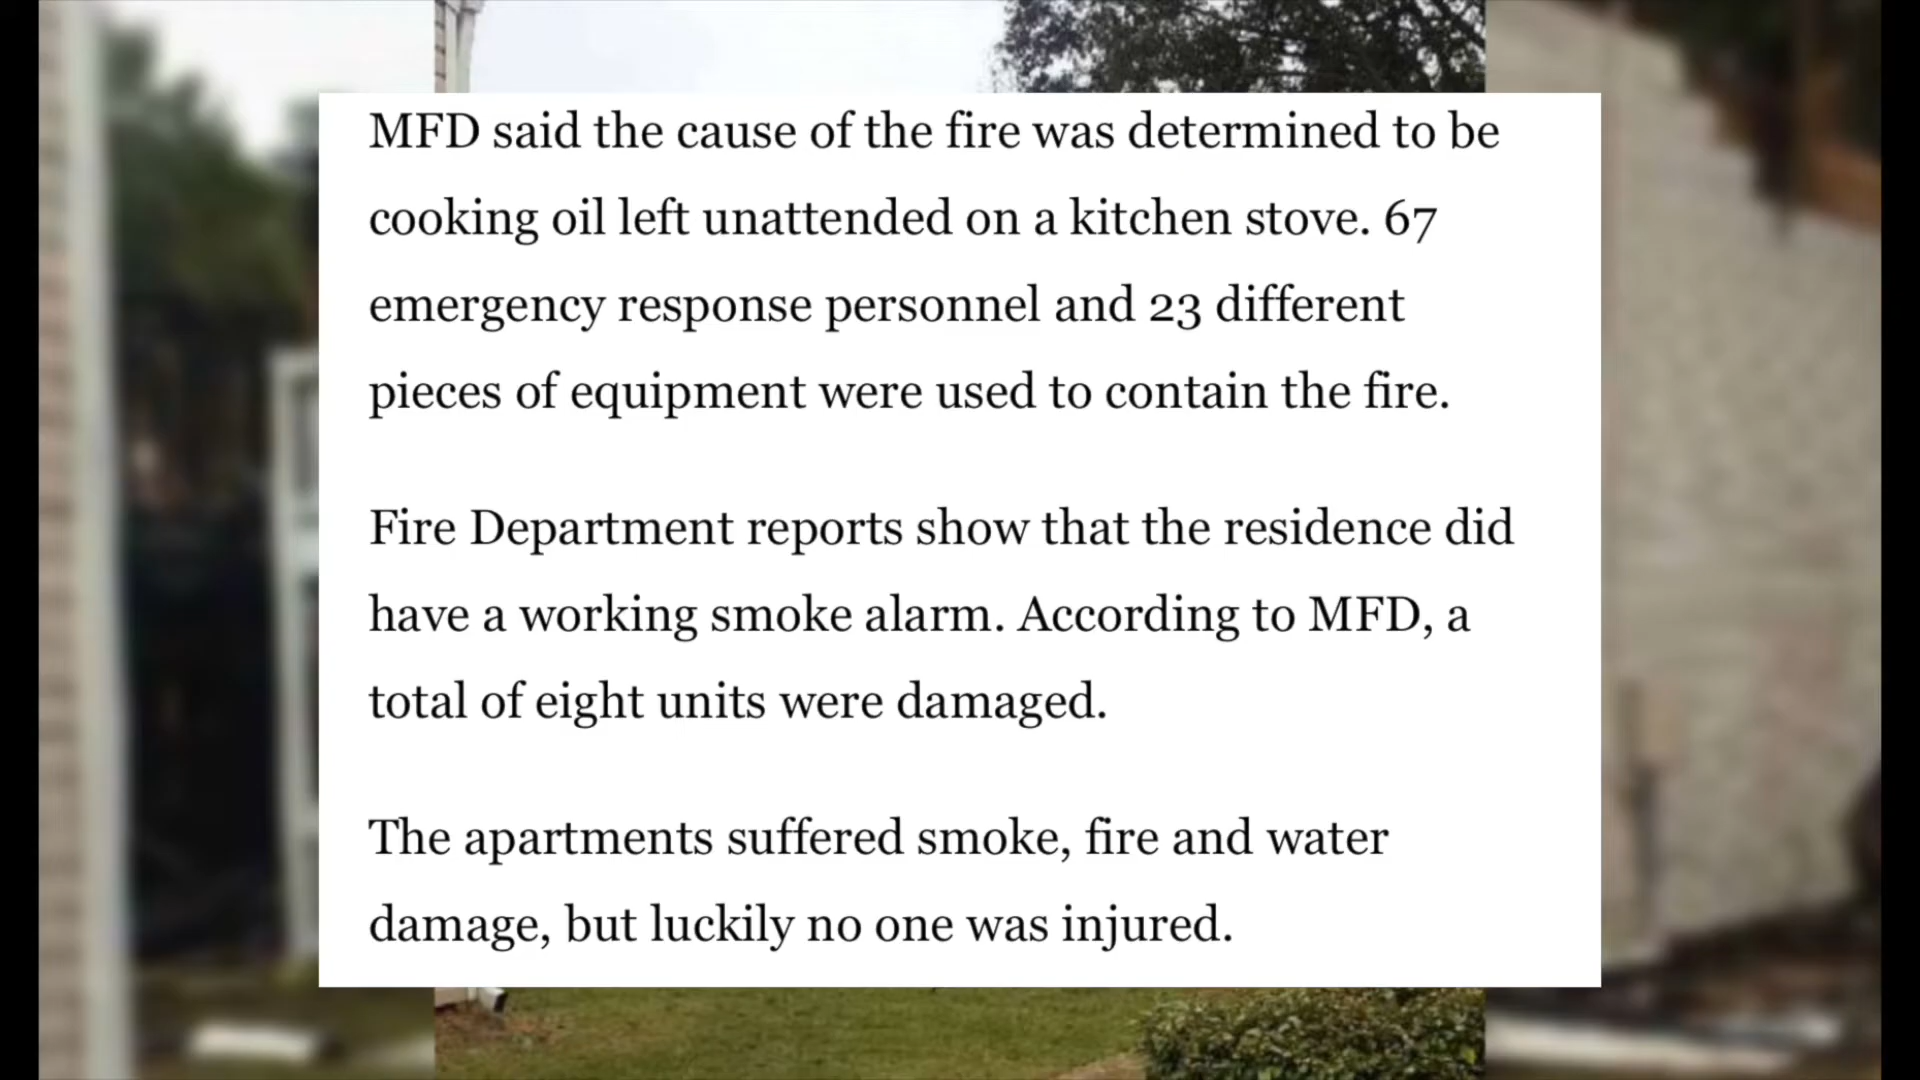 MFD said the cause of the fire was determined to be
cooking oil left unattended on a kitchen stove. 67
emergency response personnel and 23 different
pieces of equipment were used to contain the fire.
Fire Department reports show that the residence did
have a working smoke alarm. According to MFD, a
total of eight units were damaged.
The apartments suffered smoke, fire and water
damage, but luckily no one was injured.